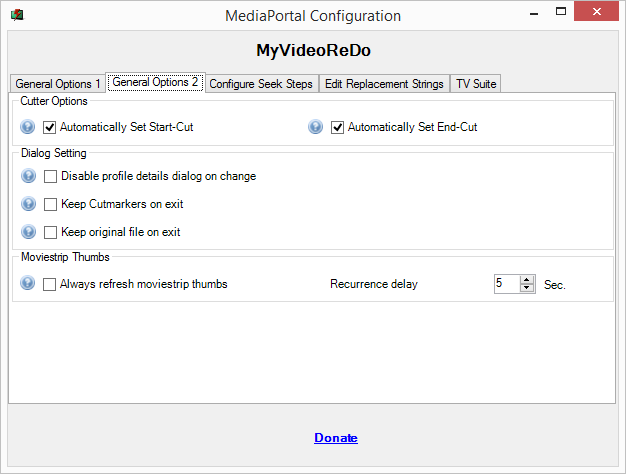 MediaPortal Configuration
MyVideoReDo
General Options 1 General Options 2 Configure Seek Steps Edit Replacement Strings TV Suite
Cutter Options
Automatically Set Start-Cut Automatically Set End-Cut
Dialog Setting
Disable profile details dialog on change
Keep Cutmarkers on exit
Keep original file on exit
Moviestrip Thumbs
Always refresh moviestrip thumbs Recurrence delay 5 Sec.
Donate